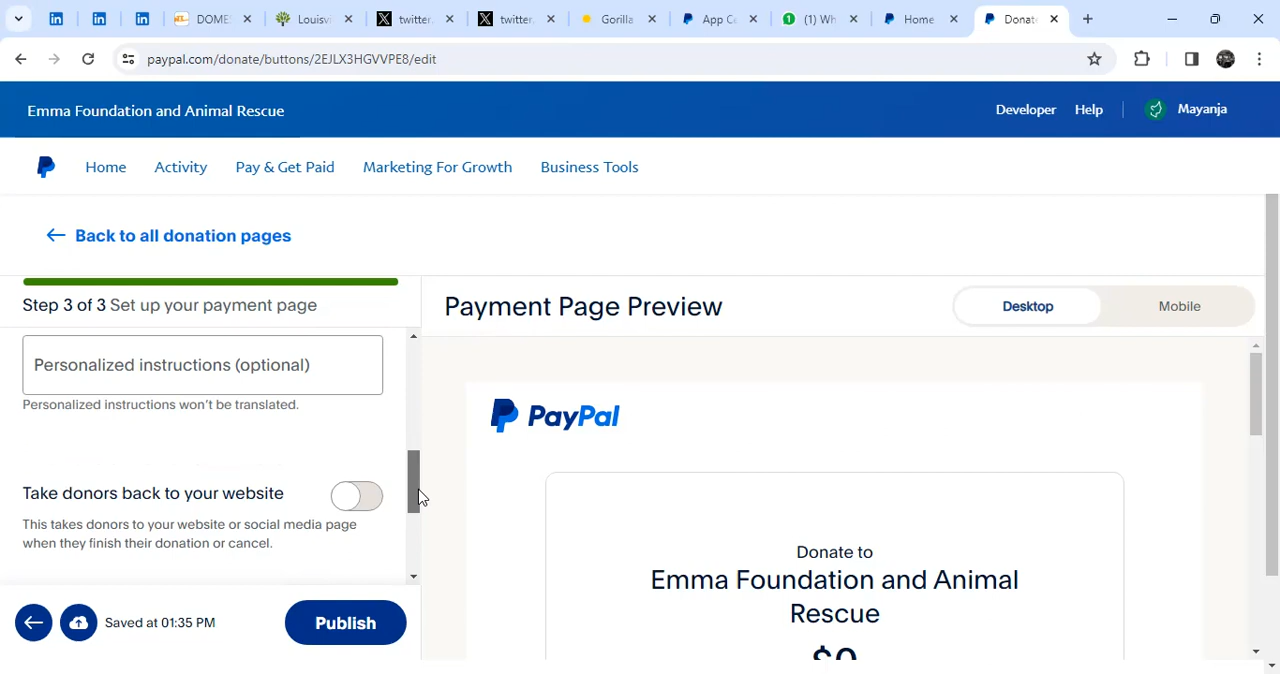 DOMES
Louisvi
twitter.
twitter.
Gorilla
App Ce
(1) Wh
Home
Donat
paypal.com/donate/buttons/2EJLX3HGVVPE8/edit
Emma Foundation and Animal Rescue
Developer
Help
Mayanja
Home
Activity
Pay & Get Paid
Marketing For Growth
Business Tools
Back to all donation pages
Step 3 of 3 Set up your payment page
Payment Page Preview
Desktop
Mobile
Personalized instructions (optional)
Personalized instructions won't be translated.
PayPal
Take donors back to your website
This takes donors to your website or social media page
when they finish their donation or cancel.
Donate to
Emma Foundation and Animal
Rescue
$0
Saved at 01:35 PM
Publish